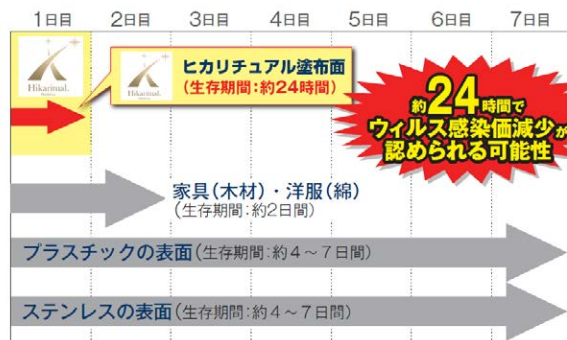 1日目 2日目 3日目 4日目 5日目 6日目 7日目
Hikaritual.
Hikaritual.
ヒカリチュアル塗布面
(生存期間:約24時間)
約24時間で
ウィルス感染価減少が
認められる可能性
家具(木材)・洋服(綿)
(生存期間:約2日間)
プラスチックの表面(生存期間:約4～7日間)
ステンレスの表面(生存期間:約4～7日間)